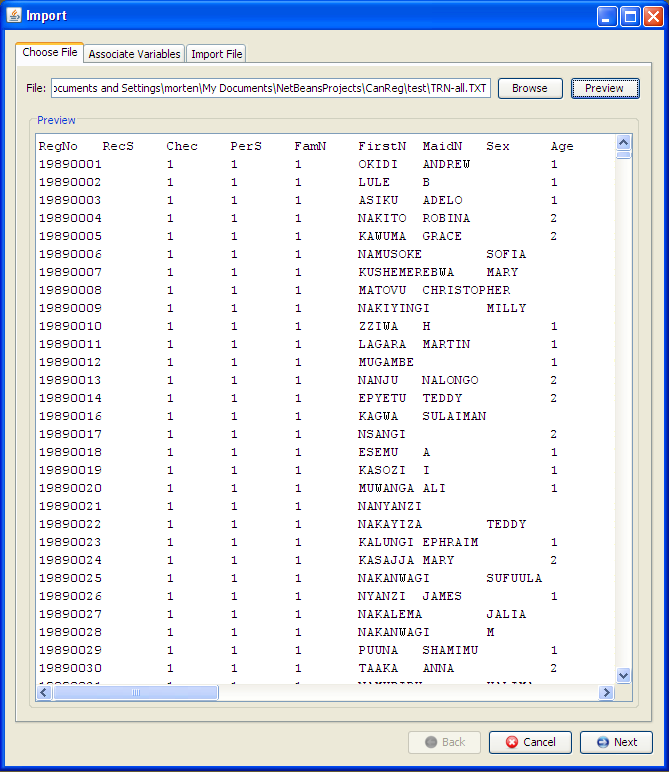 Import
Choose File Associate Variables Import File
File: ocuments and Settings\morten\My Documents\NetBeansProjects\CanReg\test\TRN-all.TXT Browse Preview
Preview
RegNo RecS Chec PerS FamN FirstN MaidN Sex Age
19890001 1 1 1 OKIDI ANDREW 1
19890002 1 1 1 LULE B 1
19890003 1 1 1 ASIKU ADELO 1
19890004 1 1 1 NAKITO ROBINA 2
19890005 1 1 1 KAWUMA GRACE 2
19890006 1 1 1 NAMUSOKE SOFIA
19890007 1 1 1 KUSHEMEREBWA MARY
19890008 1 1 1 MATOVU CHRISTOPHER
19890009 1 1 1 NAKIYINGI MILLY
19890010 1 1 1 ZZIWA H 1
19890011 1 1 1 LAGARA MARTIN 1
19890012 1 1 1 MUGAMBE 1
19890013 1 1 1 NANJU NALONGO 2
19890014 1 1 1 EPYETU TEDDY 2
19890016 1 1 1 KAGWA SULAIMAN
19890017 1 1 1 NSANGI 2
19890018 1 1 1 ESEMU A 1
19890019 1 1 1 KASOZI I 1
19890020 1 1 1 MUWANGA ALI 1
19890021 1 1 1 NANYANZI
19890022 1 1 1 NAKAYIZA TEDDY
19890023 1 1 1 KALUNGI EPHRAIM 1
19890024 1 1 1 KASAJJA MARY 2
19890025 1 1 1 NAKANWAGI SUFUULA
19890026 1 1 1 NYANZI JAMES 1
19890027 1 1 1 NAKALEMA JALIA
19890028 1 1 1 NAKANWAGI M
19890029 1 1 1 PUUNA SHAMIMU 1
19890030 1 1 1 TAAKA ANNA 2
Back Cancel Next